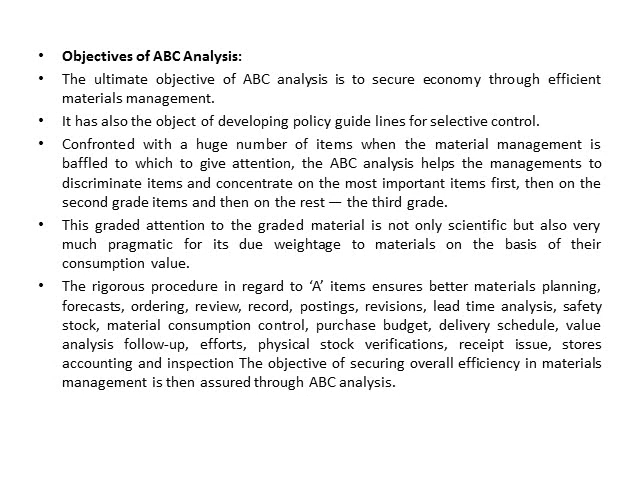 • Objectives of ABC Analysis:
• The ultimate objective of ABC analysis is to secure economy through efficient
materials management.
• It has also the object of developing policy guide lines for selective control.
• Confronted with a huge number of items when the material management is
baffled to which to give attention, the ABC analysis helps the managements to
discriminate items and concentrate on the most important items first, then on the
second grade items and then on the rest — the third grade.
• This graded attention to the graded material is not only scientific but also very
much pragmatic for its due weightage to materials on the basis of their
consumption value.
• The rigorous procedure in regard to ‘A’ items ensures better materials planning,
forecasts, ordering, review, record, postings, revisions, lead time analysis, safety
stock, material consumption control, purchase budget, delivery schedule, value
analysis follow-up, efforts, physical stock verifications, receipt issue, stores
accounting and inspection The objective of securing overall efficiency in materials
management is then assured through ABC analysis.